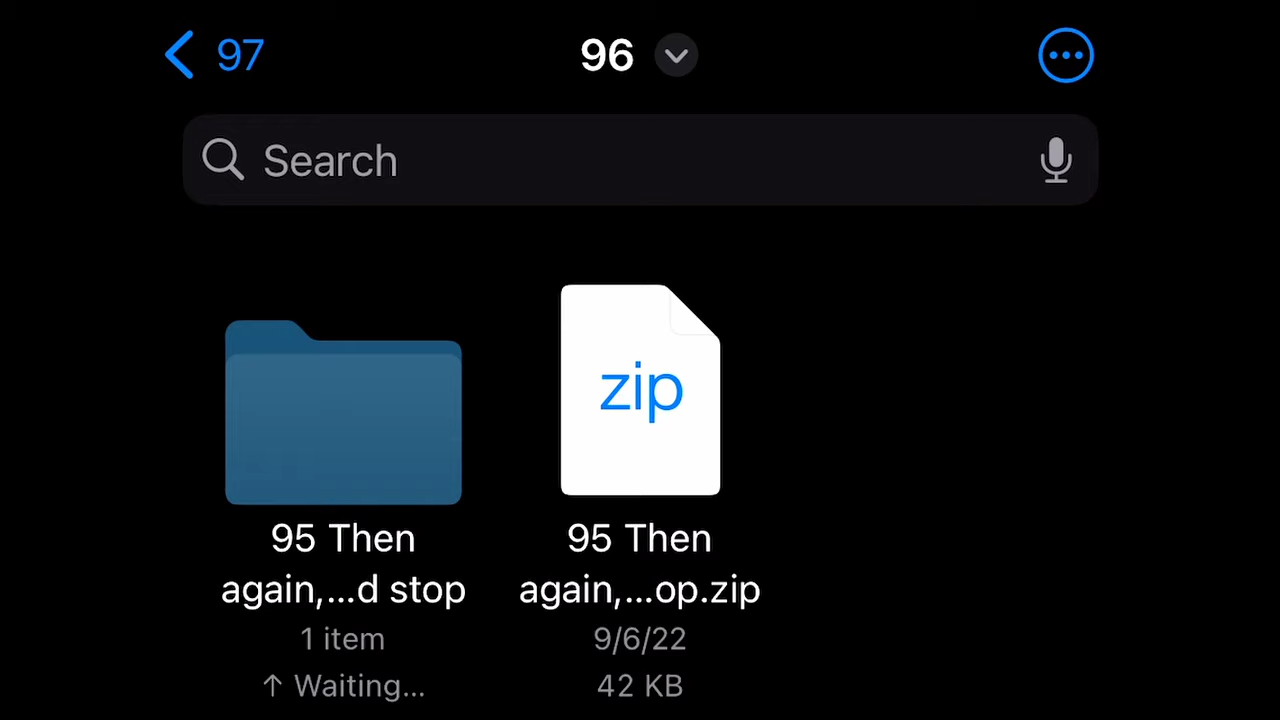 97
96
Search
zip
95 Then
again,...d stop
1 item
↑ Waiting...
95 Then
again,...op.zip
9/6/22
42 KB